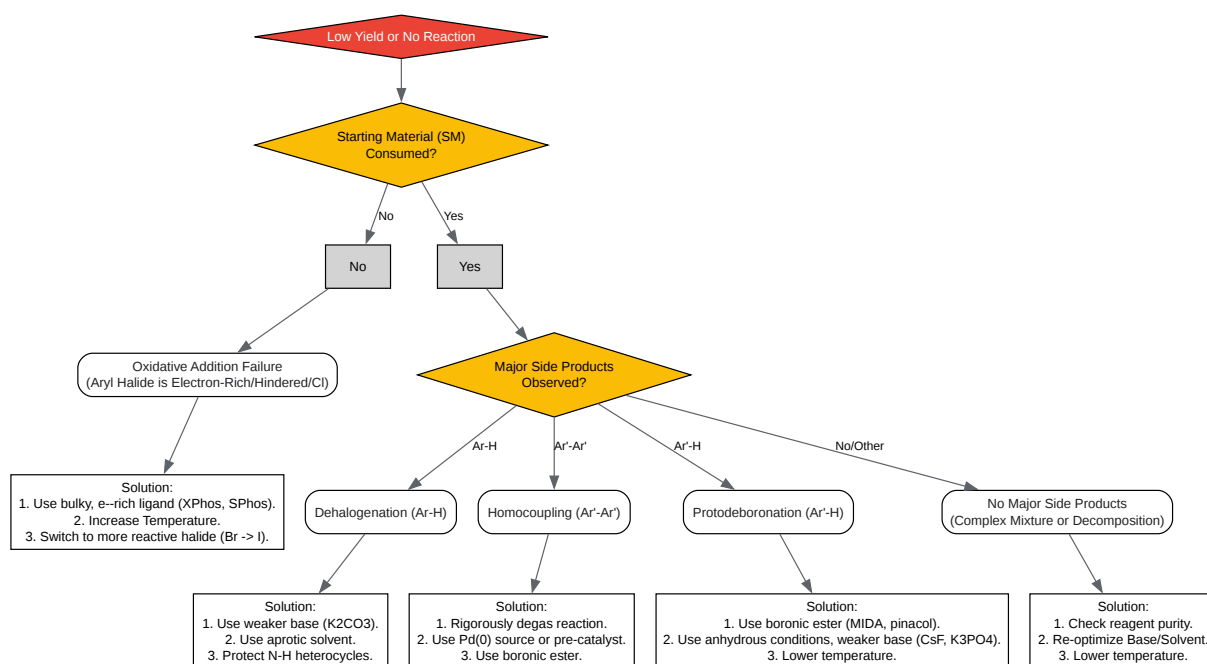 Low Yield or No Reaction
Starting Material (SM)
Consumed?
No
Yes
No
Yes
Oxidative Addition Failure
(Aryl Halide is Electron-Rich/Hindered/Cl)
Major Side Products
Observed?
Ar-H
Ar'-Ar'
Ar'-H
No/Other
Solution:
1. Use bulky, e--rich ligand (XPhos, SPhos).
2. Increase Temperature.
3. Switch to more reactive halide (Br -> I).
Dehalogenation (Ar-H)
Homocoupling (Ar'-Ar')
Protodeboronation (Ar'-H)
No Major Side Products
(Complex Mixture or Decomposition)
Solution:
1. Use weaker base (K2CO3).
2. Use aprotic solvent.
3. Protect N-H heterocycles.
Solution:
1. Rigorously degas reaction.
2. Use Pd(0) source or pre-catalyst.
3. Use boronic ester.
Solution:
1. Use boronic ester (MIDA, pinacol).
2. Use anhydrous conditions, weaker base (CsF, K3PO4).
3. Lower temperature.
Solution:
1. Check reagent purity.
2. Re-optimize Base/Solvent.
3. Lower temperature.